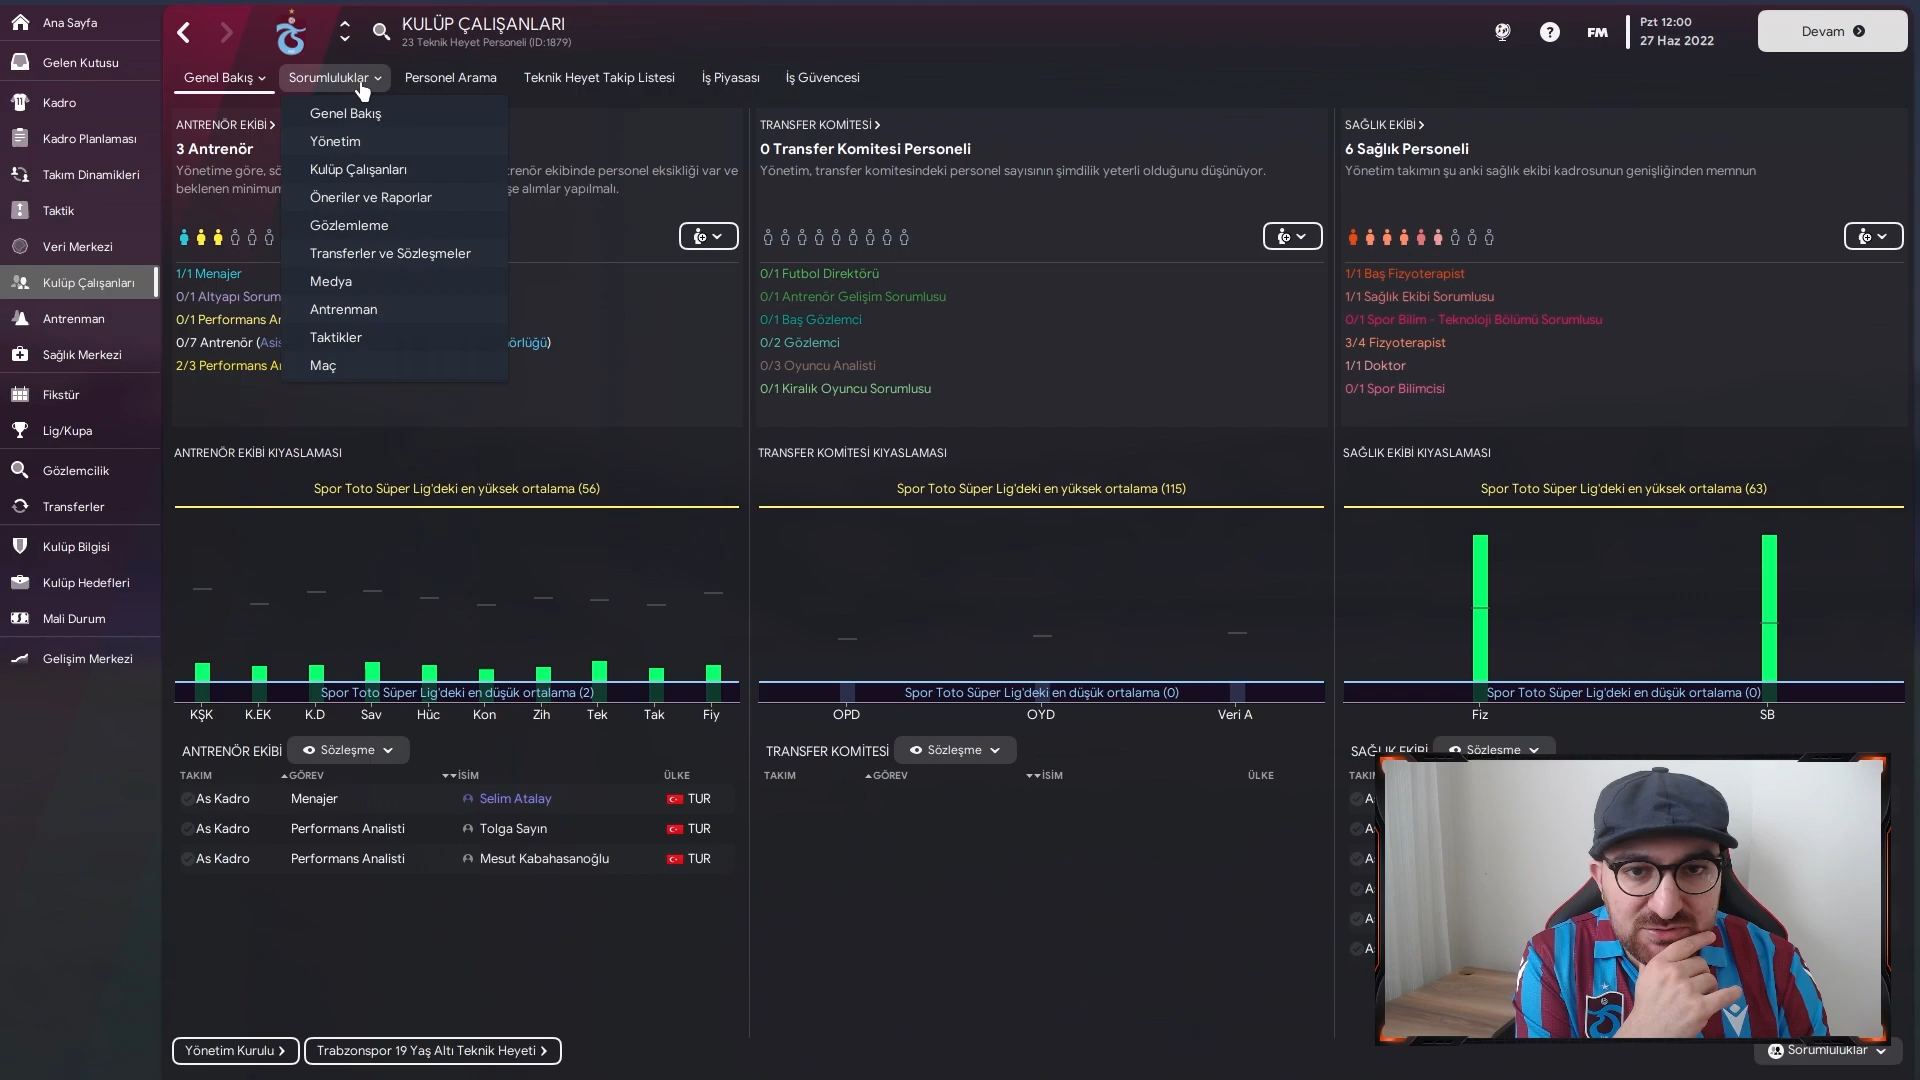 Ana Sayfa
Gelen Kutusu
Kadro
Kadro Planlaması
Takım Dinamikleri
Taktik
Veri Merkezi
Kulüp Çalışanları
Antrenman
Sağlık Merkezi
Fikstür
Lig/Kupa
Gözlemcilik
Transferler
Kulüp Bilgisi
Kulüp Hedefleri
Mali Durum
Gelişim Merkezi
KULÜP ÇALIŞANLARI
23 Teknik Heyet Personeli (ID:1879)
FM
Pzt 12:00
27 Haz 2022
Devam
Genel Bakış
Sorumluluklar
Personel Arama
Teknik Heyet Takip Listesi
İş Piyasası
İş Güvencesi
Genel Bakış
Yönetim
Kulüp Çalışanları
Öneriler ve Raporlar
Gözlemleme
Transferler ve Sözleşmeler
Medya
Antrenman
Taktikler
Maç
ANTRENÖR EKİBİ
3 Antrenör
Yönetime göre, trenör ekibinde personel eksikliği var ve
beklenen şe alımlar yapılmalı.
1/1 Menajer
0/1 Altyapı
0/1 Performans
0/7 Antrenör
2/3 Performans
TRANSFER KOMİTESİ
0 Transfer Komitesi Personeli
Yönetim, transfer komitesindeki personel sayısının şimdilik yeterli olduğunu düşünüyor.
0/1 Futbol Direktörü
0/1 Antrenör Gelişim Sorumlusu
0/1 Baş Gözlemci
0/2 Gözlemci
0/3 Oyuncu Analisti
0/1 Kiralık Oyuncu Sorumlusu
SAĞLIK EKİBİ
6 Sağlık Personeli
Yönetim takımın şu anki sağlık ekibi kadrosunun genişliğinden memnun
1/1 Baş Fizyoterapist
1/1 Sağlık Ekibi Sorumlusu
0/1 Spor Bilim - Teknoloji Bölümü Sorumlusu
3/4 Fizyoterapist
1/1 Doktor
0/1 Spor Bilimcisi
ANTRENÖR EKİBİ KIYASLAMASI
Spor Toto Süper Lig'deki en yüksek ortalama (56)
Spor Toto Süper Lig'deki en düşük ortalama (2)
KŞK K.EK K.D Sav Hüc Kon Zih Tek Tak Fiy
TRANSFER KOMİTESİ KIYASLAMASI
Spor Toto Süper Lig'deki en yüksek ortalama (115)
Spor Toto Süper Lig'deki en düşük ortalama (0)
OPD OYD Veri A
SAĞLIK EKİBİ KIYASLAMASI
Spor Toto Süper Lig'deki en yüksek ortalama (63)
Spor Toto Süper Lig'deki en düşük ortalama (0)
Fiz SB
ANTRENÖR EKİBİ Sözleşme
TAKIM GÖREV İSİM ÜLKE
As Kadro Menajer Selim Atalay TUR
As Kadro Performans Analisti Tolga Sayın TUR
As Kadro Performans Analisti Mesut Kabahasanoğlu TUR
TRANSFER KOMİTESİ Sözleşme
TAKIM GÖREV İSİM ÜLKE
SAĞLIK EKİBİ Sözleşme
Yönetim Kurulu
Trabzonspor 19 Yaş Altı Teknik Heyeti
Sorumluluklar